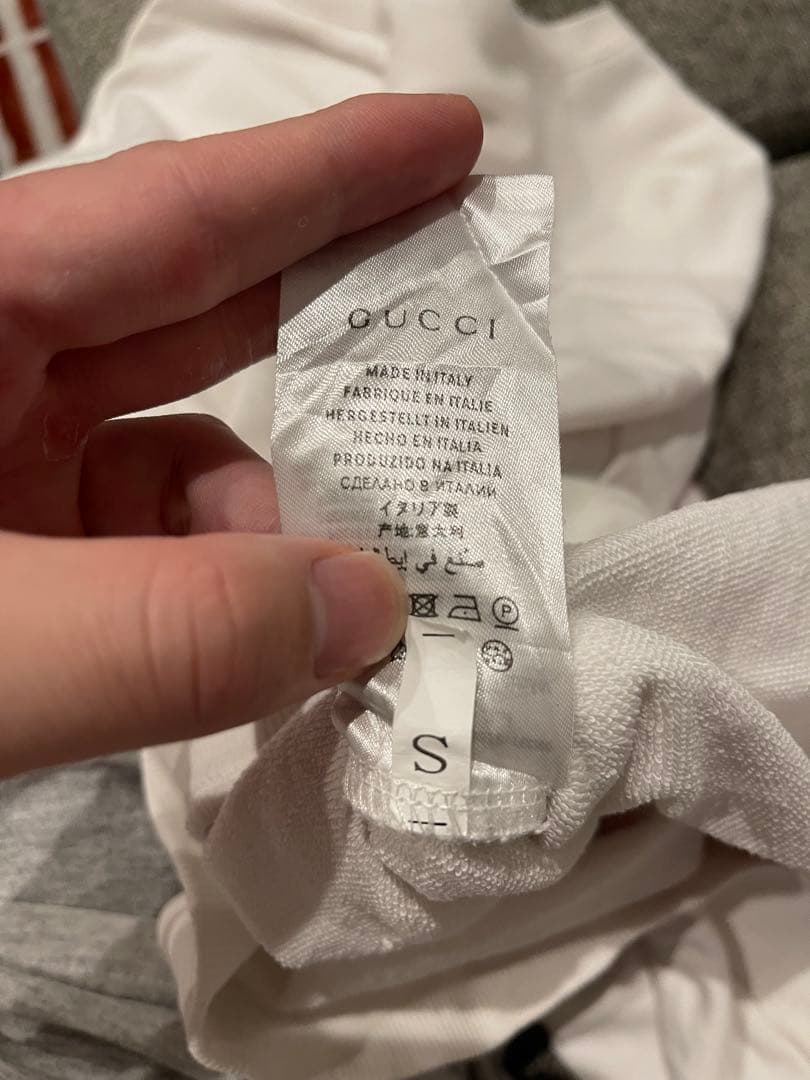 GUCCI
MADE IN ITALY
FABRIQUE EN ITALIE
HERGESTELLT IN ITALIEN
HECHO EN ITALIA
PRODUZIDO NA ITALIA
СДЕЛАНО В ИТАЛИИ
イタリア製
产地:意大利
صنع في
P
S